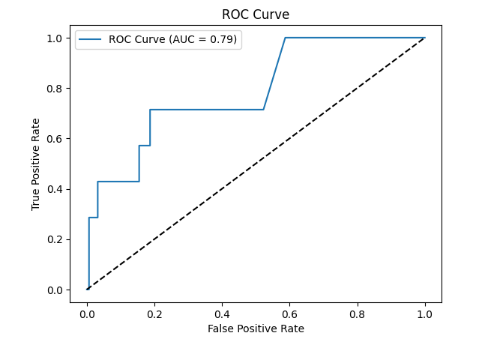 ROC Curve
ROC Curve (AUC = 0.79)
1.0
0.8
0.6
0.4
0.2
0.0
True Positive Rate
0.0 0.2 0.4 0.6 0.8 1.0
False Positive Rate